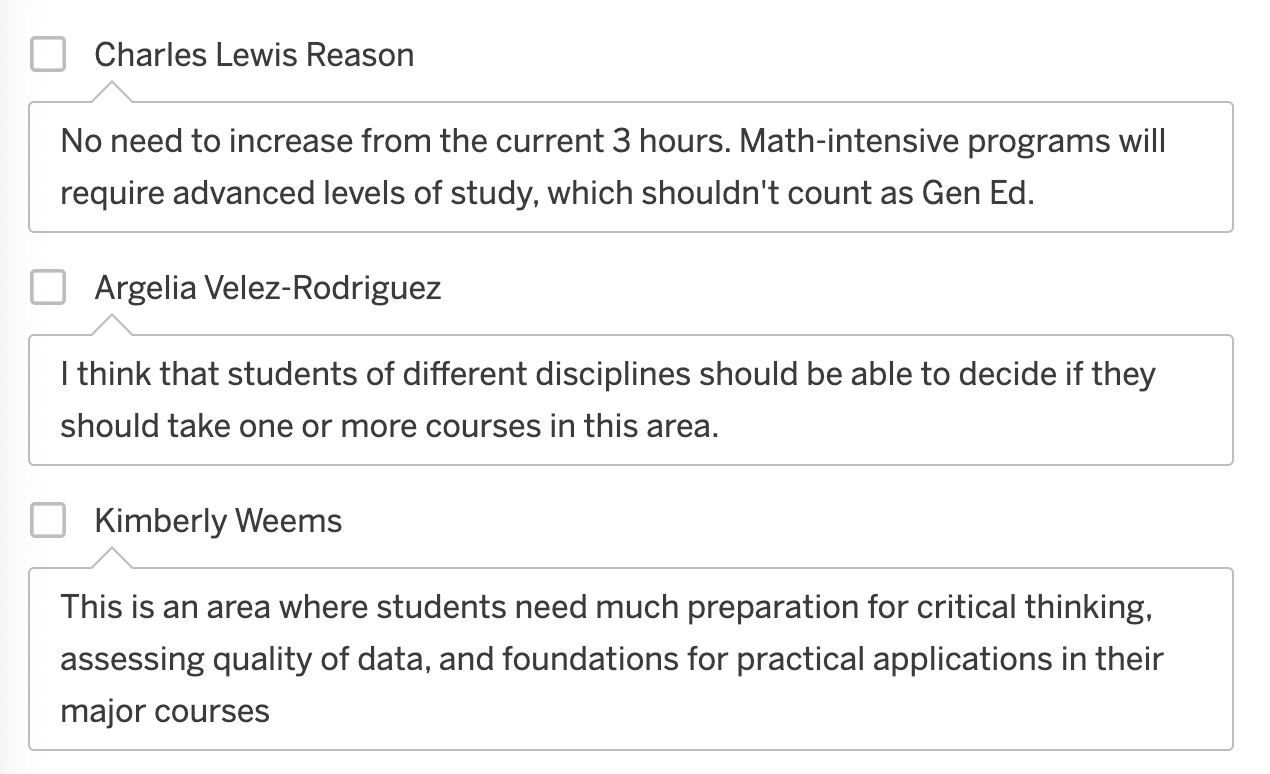 Charles Lewis Reason
No need to increase from the current 3 hours. Math-intensive programs will
require advanced levels of study, which shouldn't count as Gen Ed.
Argelia Velez-Rodriguez
I think that students of different disciplines should be able to decide if they
should take one or more courses in this area.
Kimberly Weems
This is an area where students need much preparation for critical thinking,
assessing quality of data, and foundations for practical applications in their
major courses